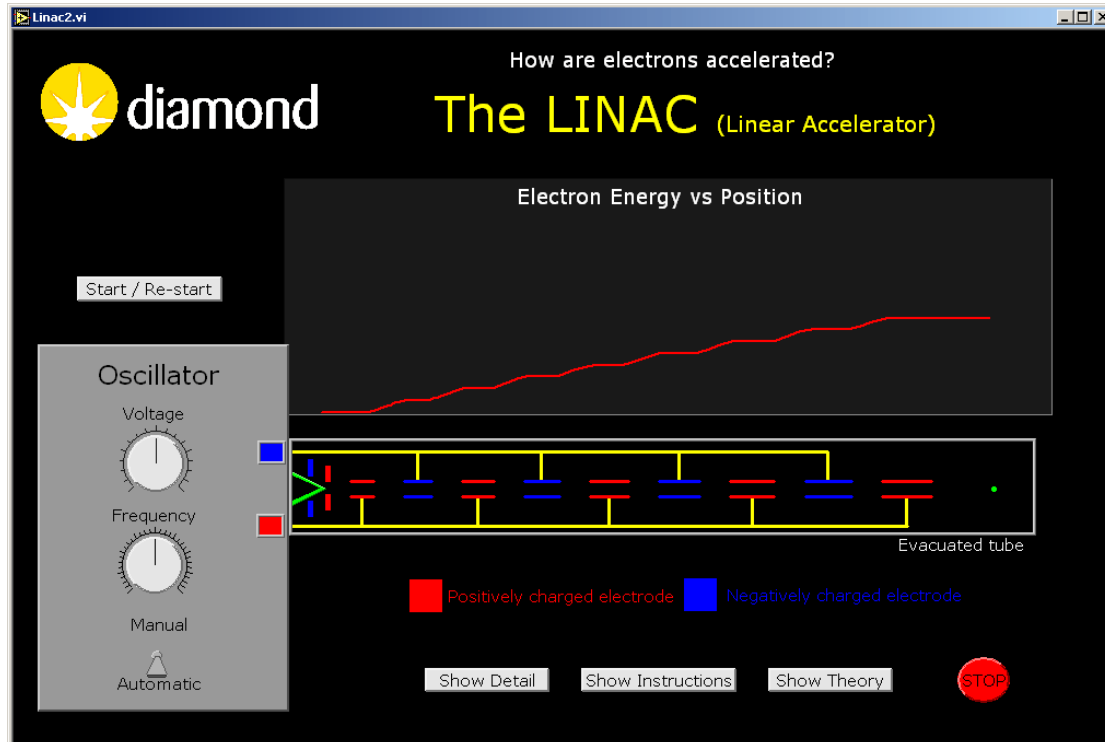 Linac2.vi
How are electrons accelerated?
diamond
The LINAC (Linear Accelerator)
Electron Energy vs Position
Start / Re-start
Oscillator
Voltage
Frequency
Evacuated tube
Positively charged electrode
Negatively charged electrode
Manual
Automatic
Show Detail
Show Instructions
Show Theory
STOP